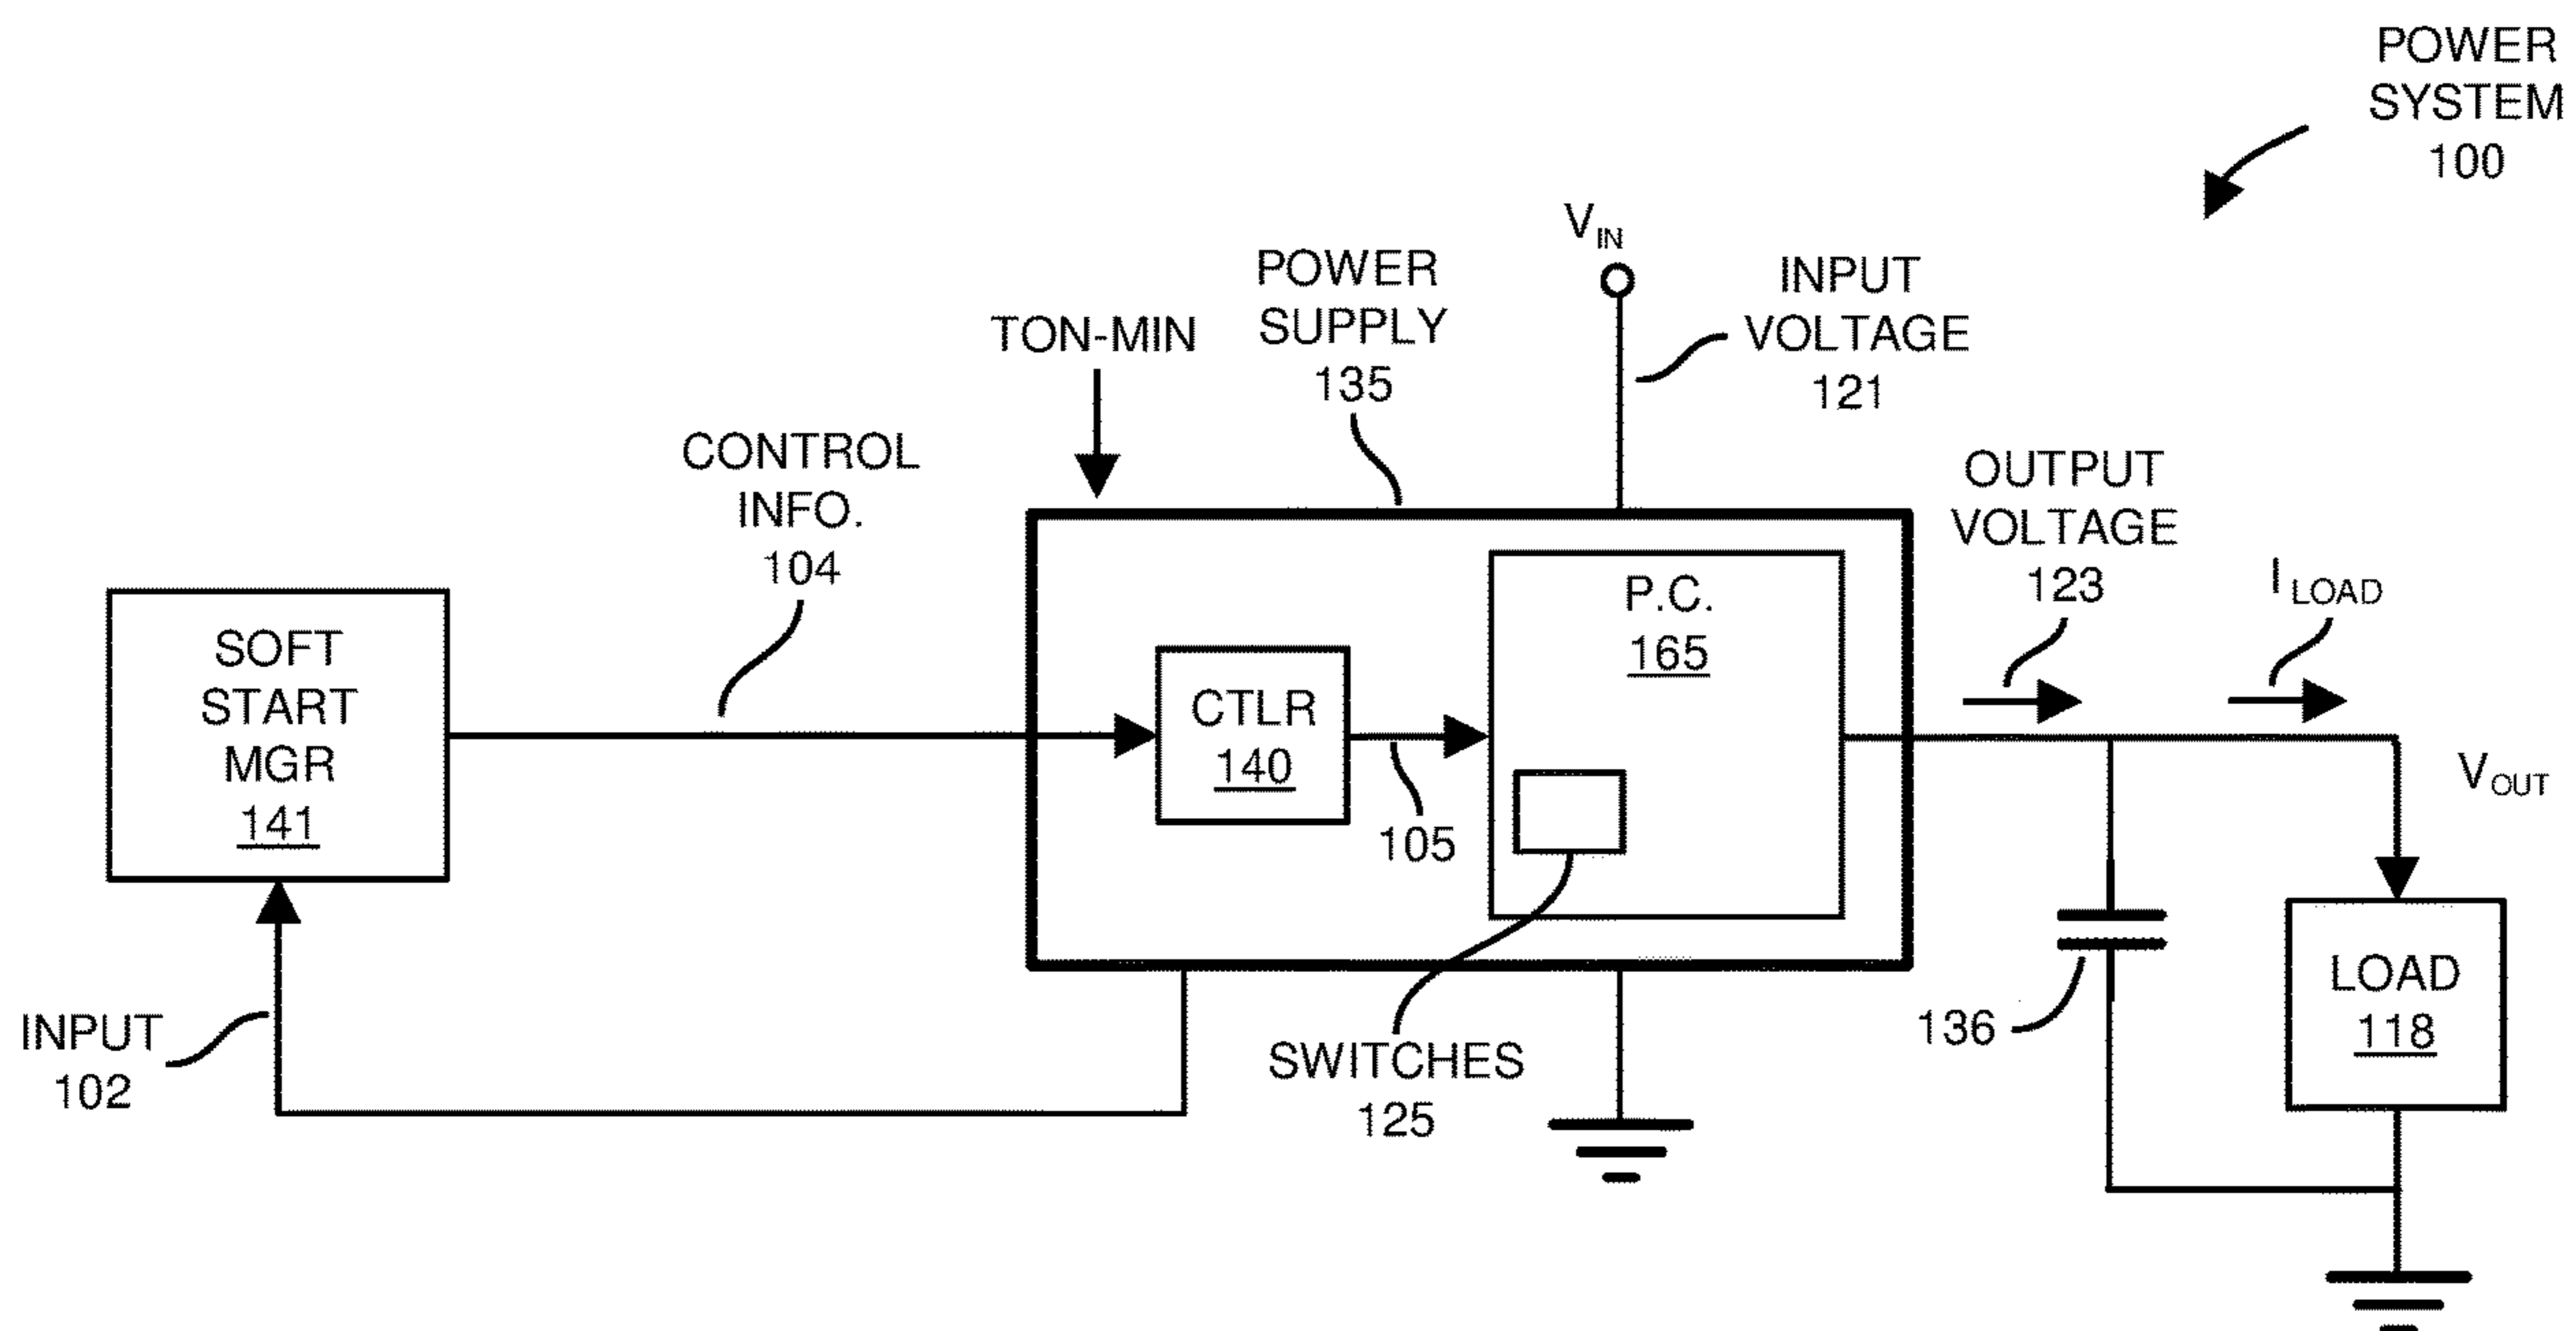 POWER
SYSTEM
100
VIN
POWER
SUPPLY
135
INPUT
VOLTAGE
121
TON-MIN
CONTROL
INFO.
104
OUTPUT
VOLTAGE
123
ILOAD
SOFT
START
MGR
141
CTLR
140
105
P.C.
165
VOUT
LOAD
118
136
INPUT
102
SWITCHES
125